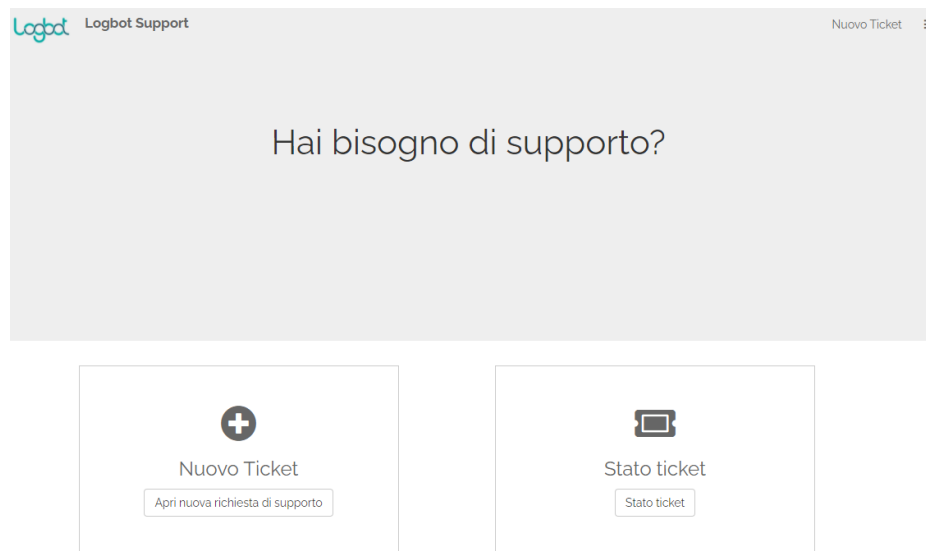 Logbot
Logbot Support
Nuovo Ticket
Hai bisogno di supporto?
Nuovo Ticket
Apri nuova richiesta di supporto
Stato ticket
Stato ticket